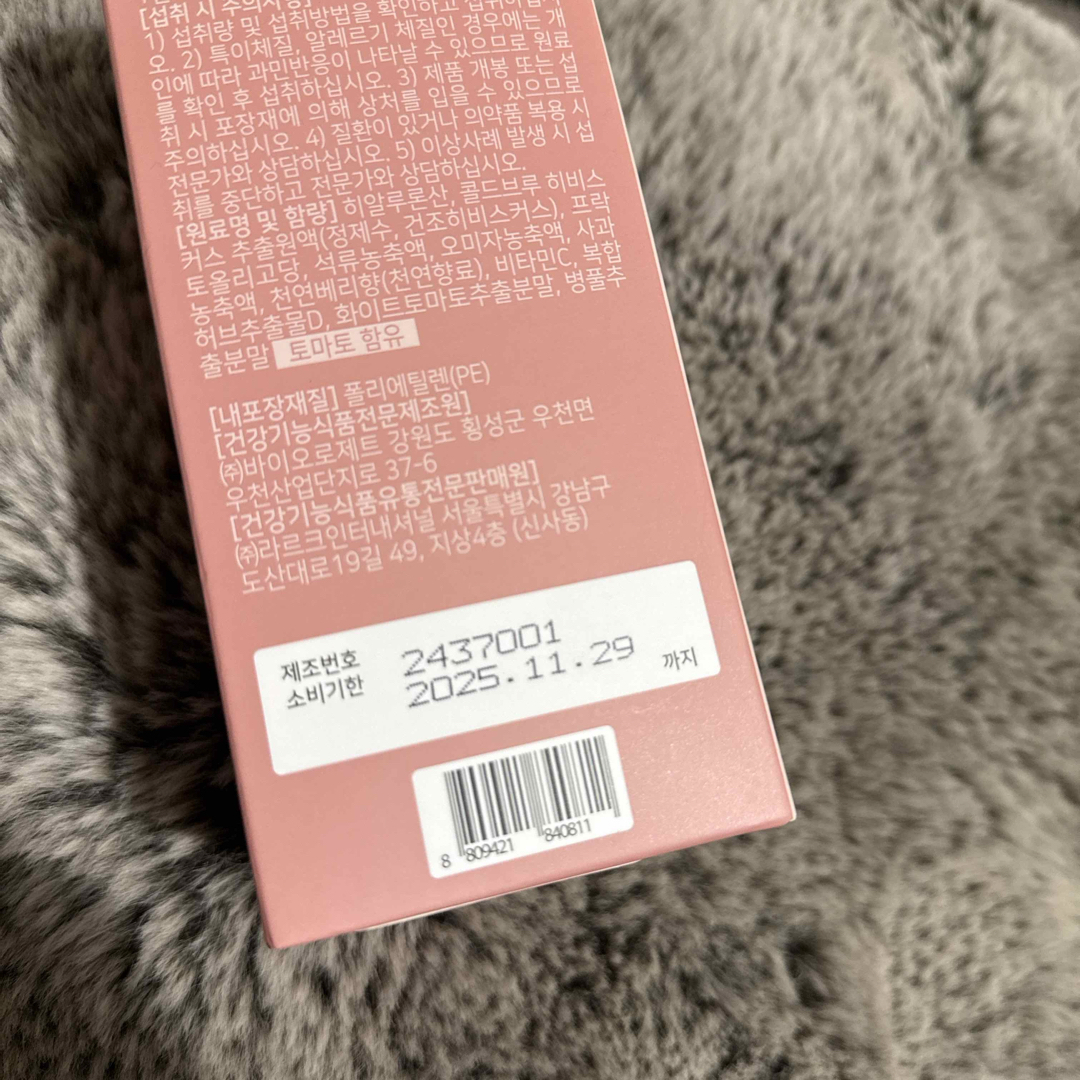 [섭취 시 주의사항]
1) 섭취량 및 섭취방법을 확인하고
오. 2) 특이체질, 알레르기 체질인 경우에는 개
인에 따라 과민반응이 나타날 수 있으므로 원료
를 확인 후 섭취하십시오. 3) 제품 개봉 또는 섭
취 시 포장재에 의해 상처를 입을 수 있으므로
주의하십시오. 4) 질환이 있거나 의약품 복용 시
전문가와 상담하십시오. 5) 이상사례 발생 시 섭
취를 중단하고 전문가와 상담하십시오.
[원료명 및 함량] 히알루론산, 콜드브루 히비스
커스 추출원액(정제수, 건조히비스커스), 프락
토올리고당, 석류농축액, 오미자농축액, 사과
농축액, 천연베리향(천연향료), 비타민C, 복합
허브추출물D, 화이트토마토추출분말, 병풀추
출분말 토마토 함유
[내포장재질] 폴리에틸렌(PE)
[건강기능식품전문제조원]
㈜바이오로제트 강원도 횡성군 우천면
우천산업단지로 37-6
[건강기능식품유통전문판매원]
㈜라르크인터내셔널 서울특별시 강남구
도산대로19길 49, 지상4층 (신사동)
제조번호 2437001
소비기한 2025.11.29 까지
8 809421 840811